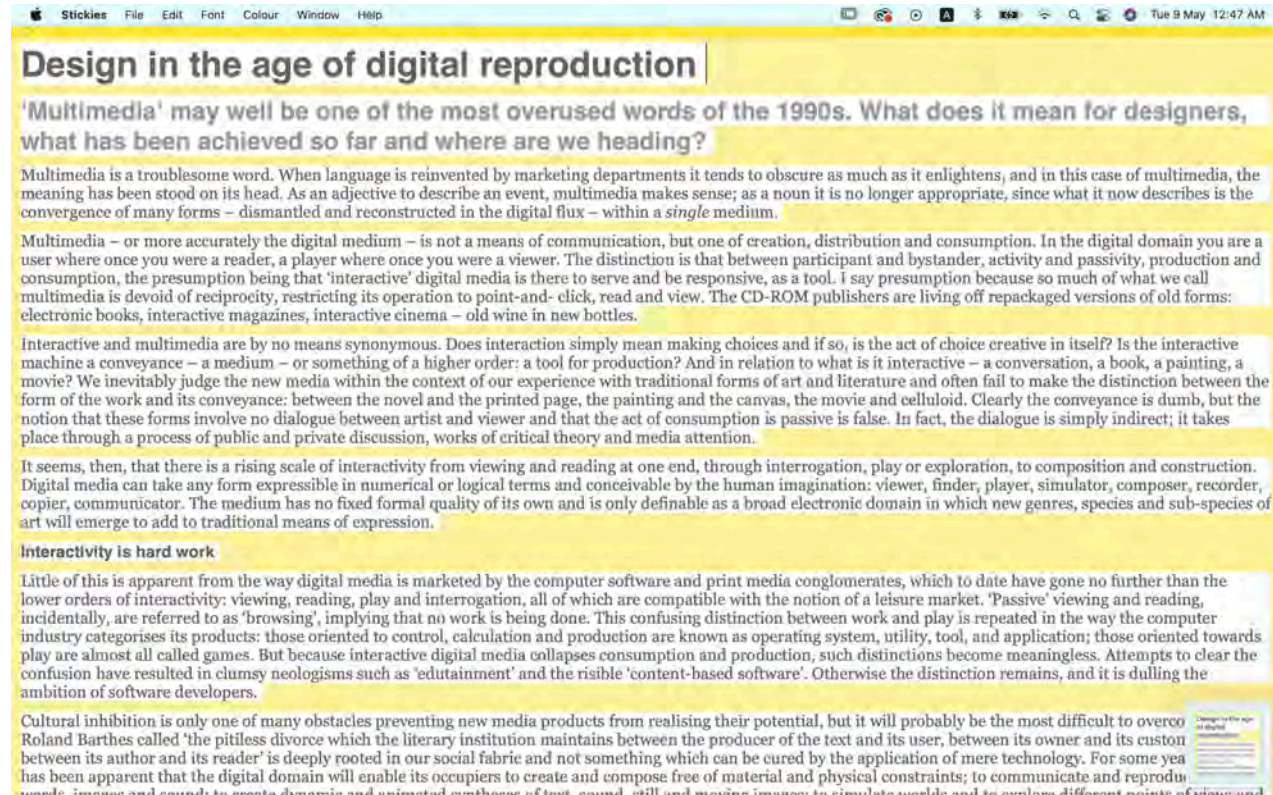 Stickies File Edit Font Colour Window Help
Tue 9 May 12:47 AM
Design in the age of digital reproduction
'Multimedia' may well be one of the most overused words of the 1990s. What does it mean for designers,
what has been achieved so far and where are we heading?
Multimedia is a troublesome word. When language is reinvented by marketing departments it tends to obscure as much as it enlightens, and in this case of multimedia, the
meaning has been stood on its head. As an adjective to describe an event, multimedia makes sense; as a noun it is no longer appropriate, since what it now describes is the
convergence of many forms – dismantled and reconstructed in the digital flux – within a single medium.
Multimedia – or more accurately the digital medium – is not a means of communication, but one of creation, distribution and consumption. In the digital domain you are a
user where once you were a reader, a player where once you were a viewer. The distinction is that between participant and bystander, activity and passivity, production and
consumption, the presumption being that 'interactive' digital media is there to serve and be responsive, as a tool. I say presumption because so much of what we call
multimedia is devoid of reciprocity, restricting its operation to point-and- click, read and view. The CD-ROM publishers are living off repackaged versions of old forms:
electronic books, interactive magazines, interactive cinema – old wine in new bottles.
Interactive and multimedia are by no means synonymous. Does interaction simply mean making choices and if so, is the act of choice creative in itself? Is the interactive
machine a conveyance – a medium – or something of a higher order: a tool for production? And in relation to what is it interactive – a conversation, a book, a painting, a
movie? We inevitably judge the new media within the context of our experience with traditional forms of art and literature and often fail to make the distinction between the
form of the work and its conveyance: between the novel and the printed page, the painting and the canvas, the movie and celluloid. Clearly the conveyance is dumb, but the
notion that these forms involve no dialogue between artist and viewer and that the act of consumption is passive is false. In fact, the dialogue is simply indirect; it takes
place through a process of public and private discussion, works of critical theory and media attention.
It seems, then, that there is a rising scale of interactivity from viewing and reading at one end, through interrogation, play or exploration, to composition and construction.
Digital media can take any form expressible in numerical or logical terms and conceivable by the human imagination: viewer, finder, player, simulator, composer, recorder,
copier, communicator. The medium has no fixed formal quality of its own and is only definable as a broad electronic domain in which new genres, species and sub-species of
art will emerge to add to traditional means of expression.
Interactivity is hard work
Little of this is apparent from the way digital media is marketed by the computer software and print media conglomerates, which to date have gone no further than the
lower orders of interactivity: viewing, reading, play and interrogation, all of which are compatible with the notion of a leisure market. 'Passive' viewing and reading,
incidentally, are referred to as 'browsing', implying that no work is being done. This confusing distinction between work and play is repeated in the way the computer
industry categorises its products: those oriented to control, calculation and production are known as operating system, utility, tool, and application; those oriented towards
play are almost all called games. But because interactive digital media collapses consumption and production, such distinctions become meaningless. Attempts to clear the
confusion have resulted in clumsy neologisms such as 'edutainment' and the risible 'content-based software'. Otherwise the distinction remains, and it is dulling the
ambition of software developers.
Cultural inhibition is only one of many obstacles preventing new media products from realising their potential, but it will probably be the most difficult to overco
Roland Barthes called 'the pitiless divorce which the literary institution maintains between the producer of the text and its user, between its owner and its custom
between its author and its reader' is deeply rooted in our social fabric and not something which can be cured by the application of mere technology. For some yea
has been apparent that the digital domain will enable its occupiers to create and compose free of material and physical constraints; to communicate and reprodu
words, images and sound; to create dynamic and animated syntheses of text, sound, still and moving images; to simulate worlds and to explore different points of view and